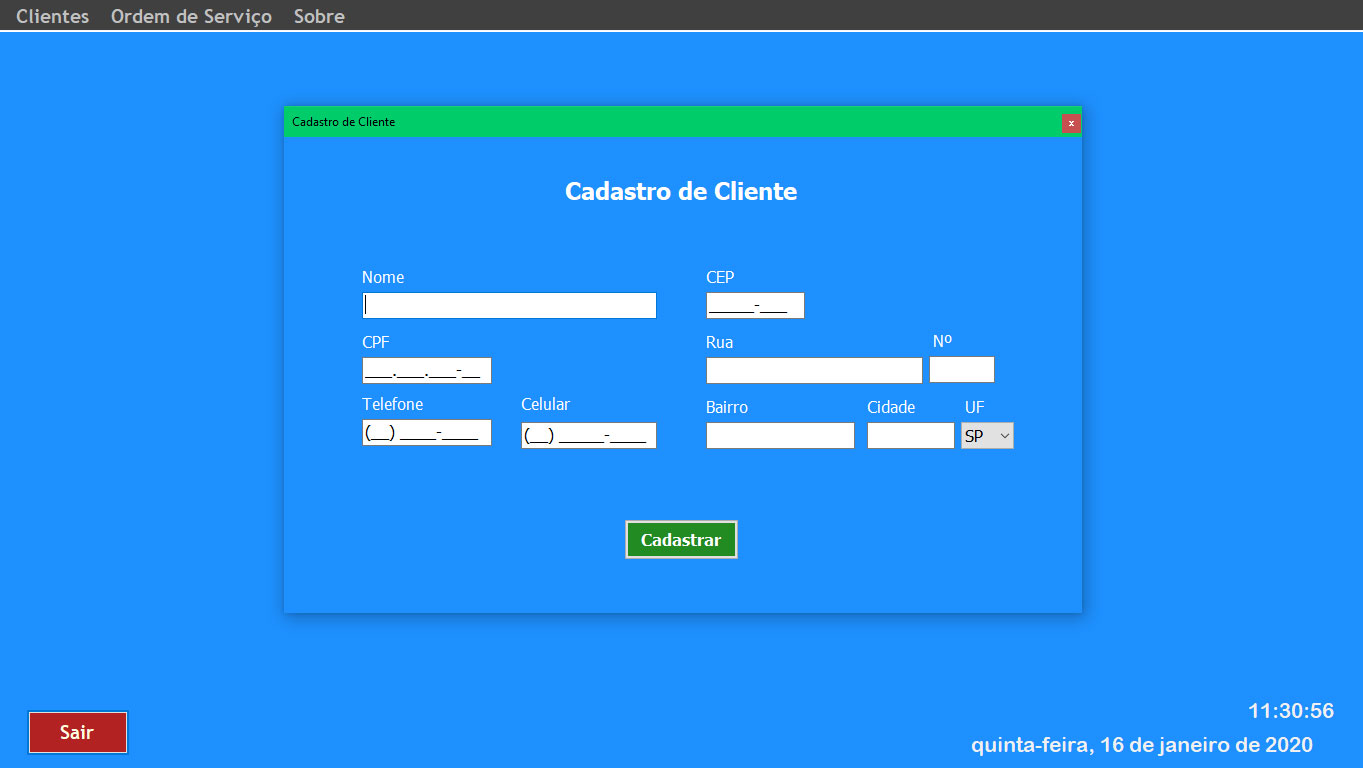 Clientes Ordem de Serviço Sobre
Cadastro de Cliente x
Cadastro de Cliente
Nome CEP
_____-___
CPF Rua Nº
___.___.___-__
Telefone Celular Bairro Cidade UF
(__) ____-____ (__) _____-____ SP
Cadastrar
11:30:56
Sair
quinta-feira, 16 de janeiro de 2020